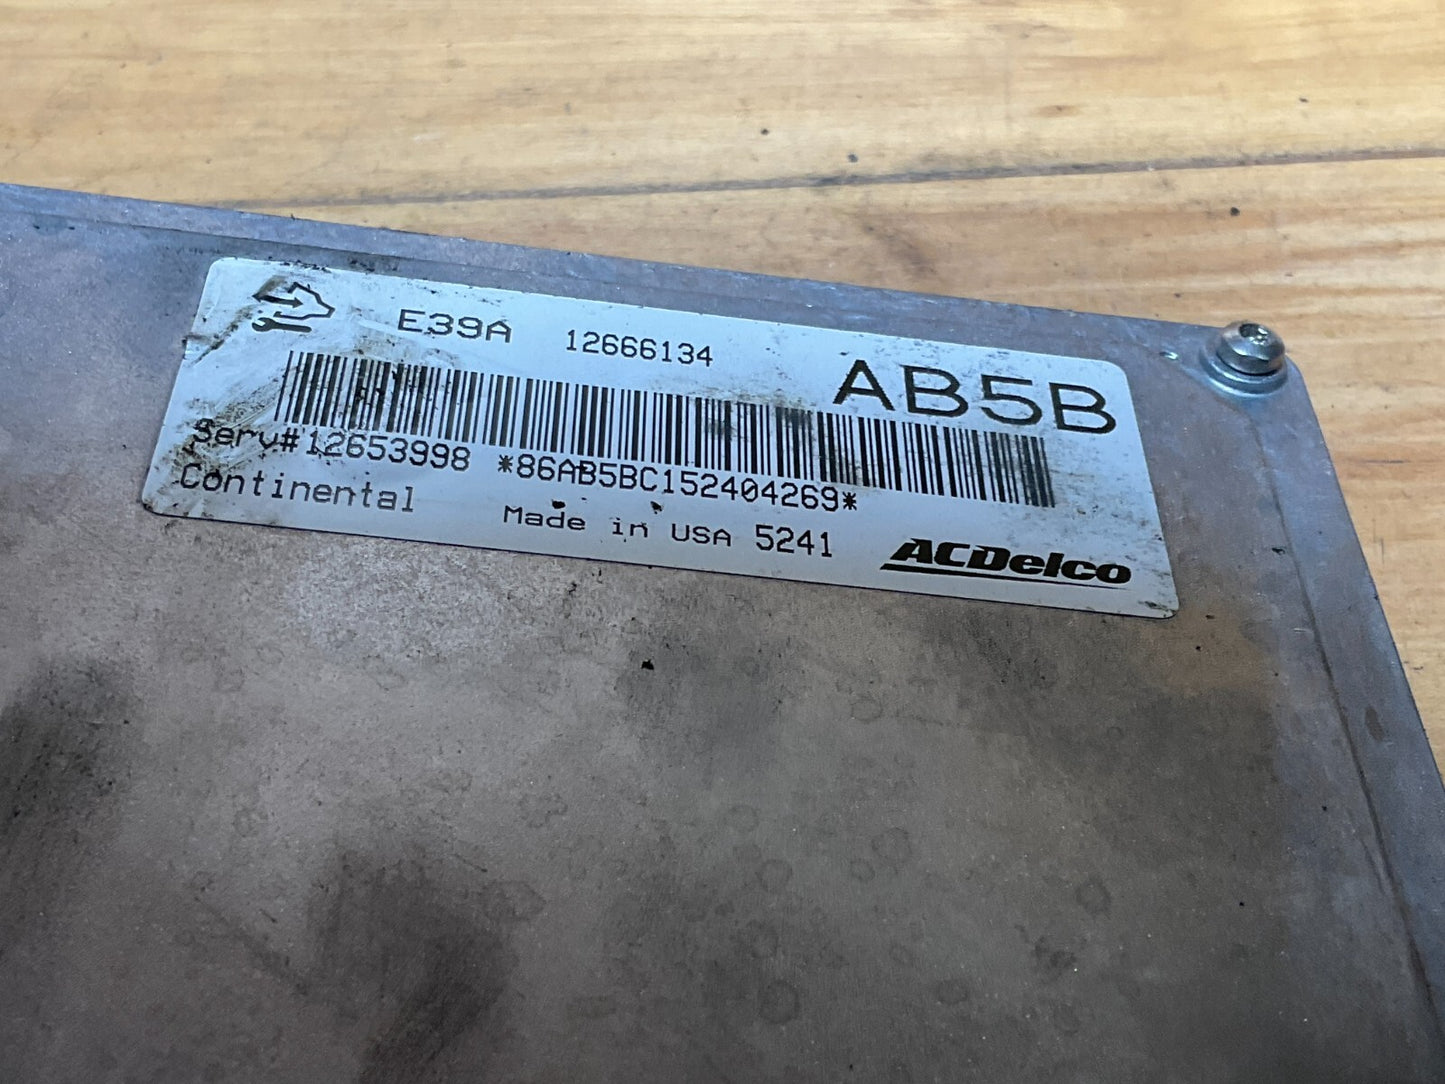 E39A 12666134
AB5B
Serv#12653998 *86AB5BC152404269*
Continental
Made in USA 5241
ACDelco